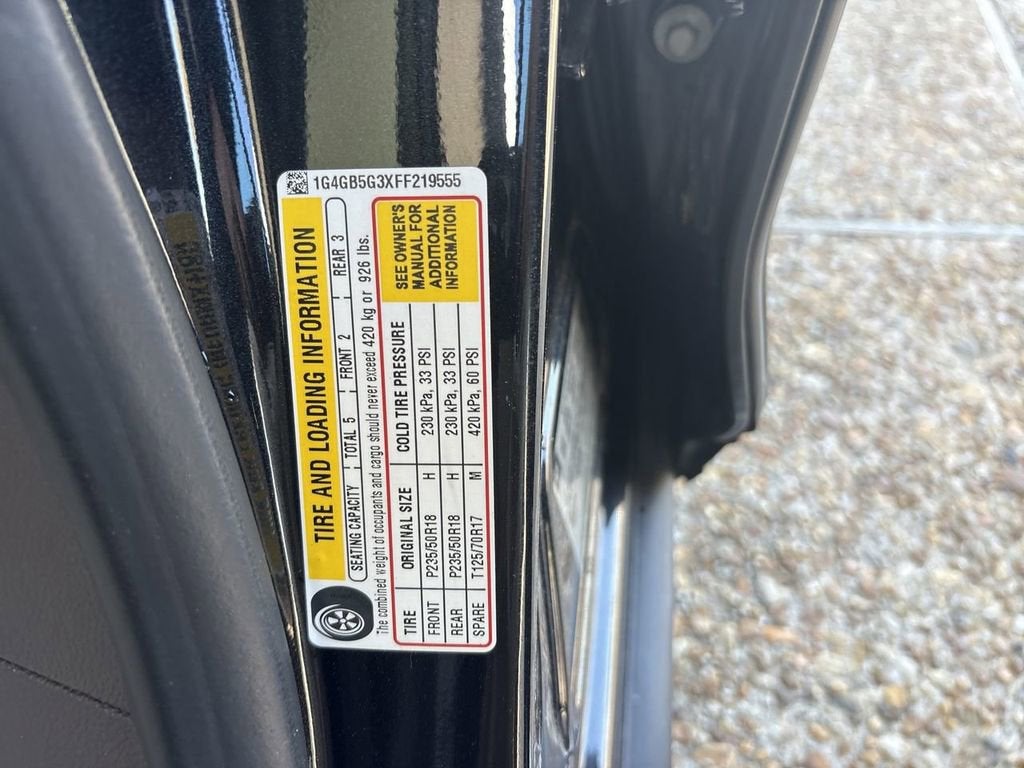 1G4GB5G3XFF219555
TIRE AND LOADING INFORMATION
SEATING CAPACITY TOTAL 5 FRONT 2 REAR 3
The combined weight of occupants and cargo should never exceed 420 kg or 926 lbs.
TIRE ORIGINAL SIZE COLD TIRE PRESSURE
FRONT P235/50R18 H 230 kPa, 33 PSI
REAR P235/50R18 H 230 kPa, 33 PSI
SPARE T125/70R17 M 420 kPa, 60 PSI
SEE OWNER'S
MANUAL FOR
ADDITIONAL
INFORMATION